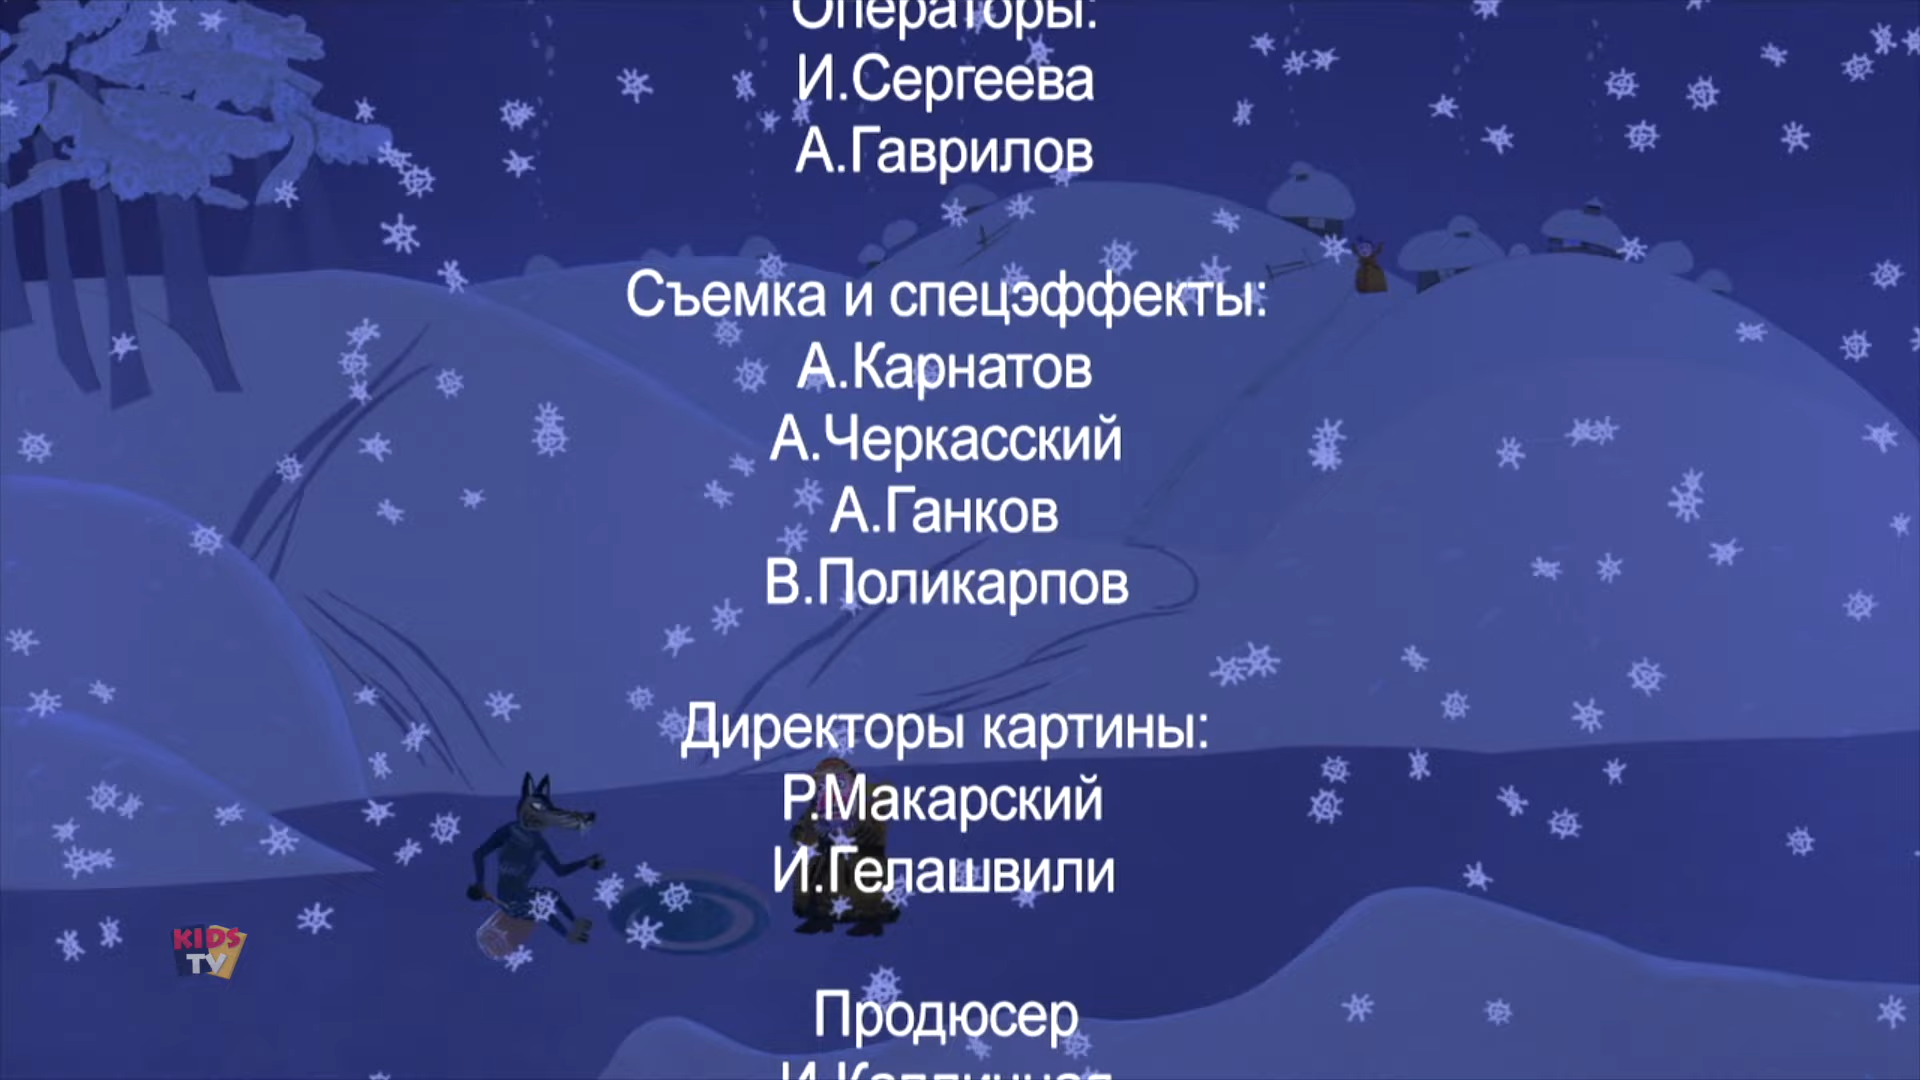 Операторы:
И.Сергеева
А.Гаврилов
Съемка и спецэффекты:
А.Карнатов
А.Черкасский
А.Ганков
В.Поликарпов
Директоры картины:
Р.Макарский
И.Гелашвили
KIDS
TV
Продюсер